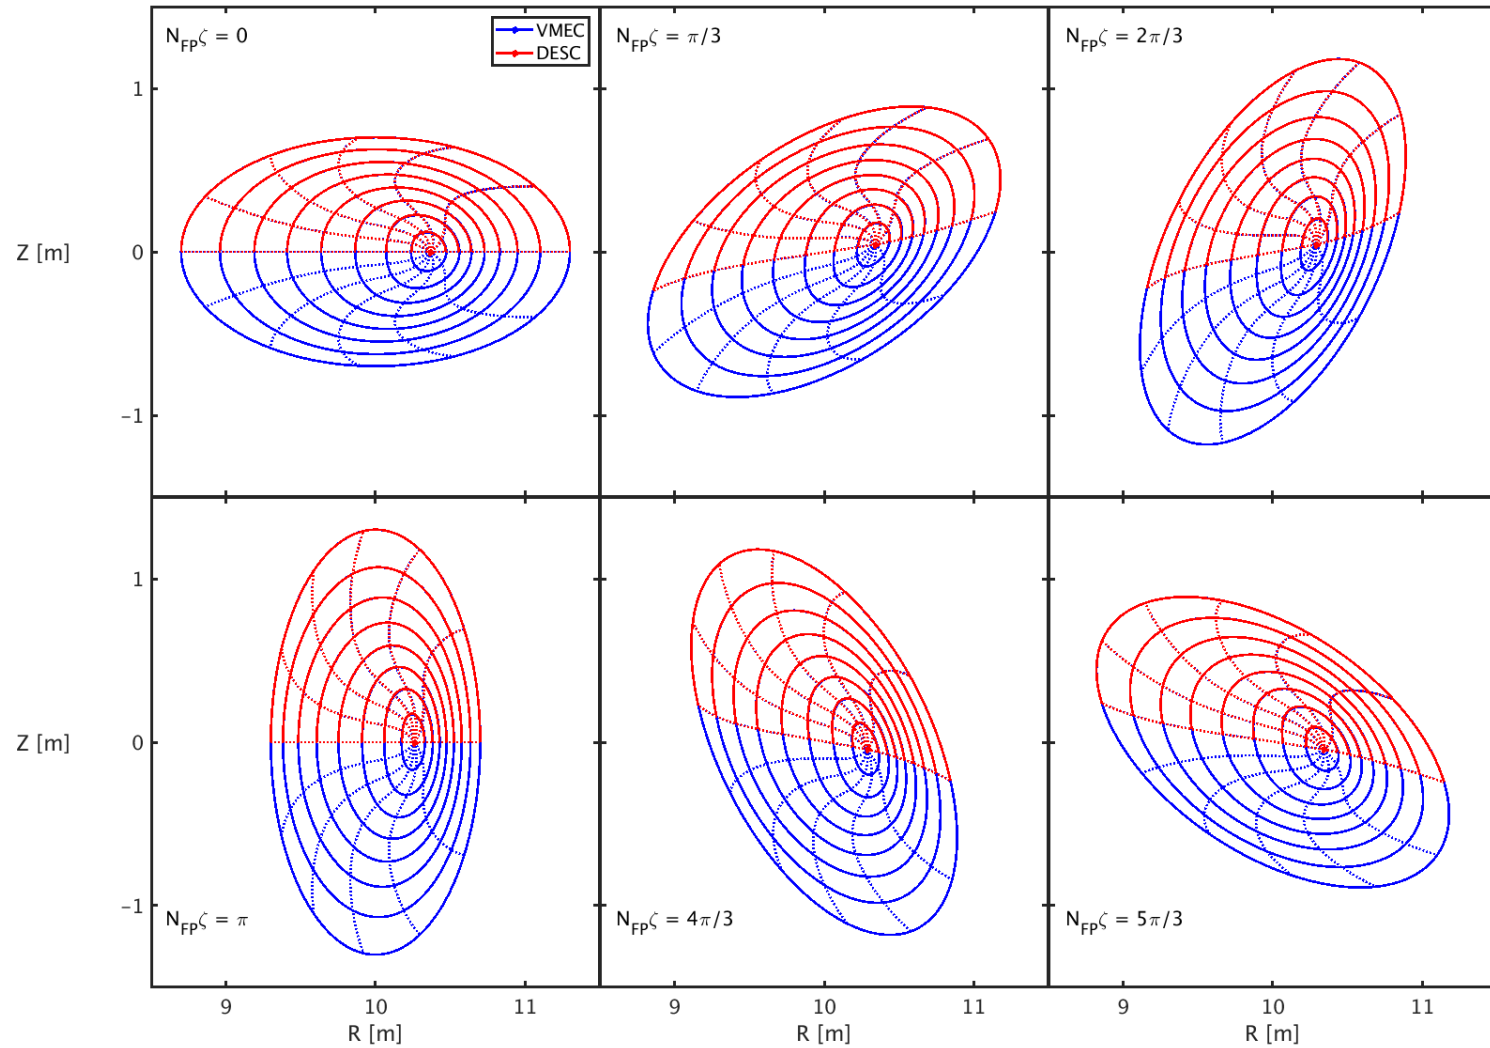 N_FPζ = 0
VMEC
DESC
N_FPζ = π/3
N_FPζ = 2π/3
1
Z [m]
0
−1
N_FPζ = π
N_FPζ = 4π/3
N_FPζ = 5π/3
1
Z [m]
0
−1
9 10 11
9 10 11
9 10 11
R [m]
R [m]
R [m]